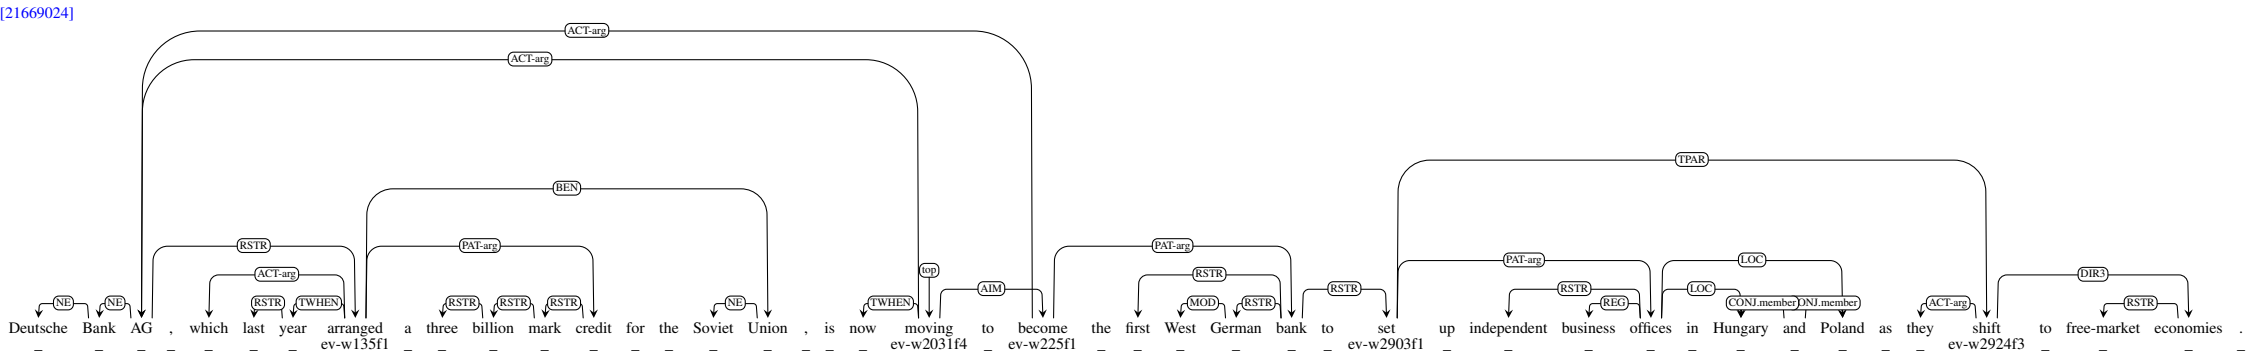 [21669024]
ACT-arg
ACT-arg
TPAR
BEN
RSTR PAT-arg PAT-arg
PAT-arg LOC
ACT-arg top RSTR DIR3
AIM RSTR LOC
NE NE RSTR TWHEN RSTR RSTR RSTR NE TWHEN MOD RSTR RSTR REG CONJ.member ONJ.member ACT-arg RSTR
Deutsche Bank AG , which last year arranged a three billion mark credit for the Soviet Union , is now moving to become the first West German bank to set up independent business offices in Hungary and Poland as they shift to free-market economies .
ev-w135f1 ev-w2031f4 ev-w225f1 ev-w2903f1 ev-w2924f3